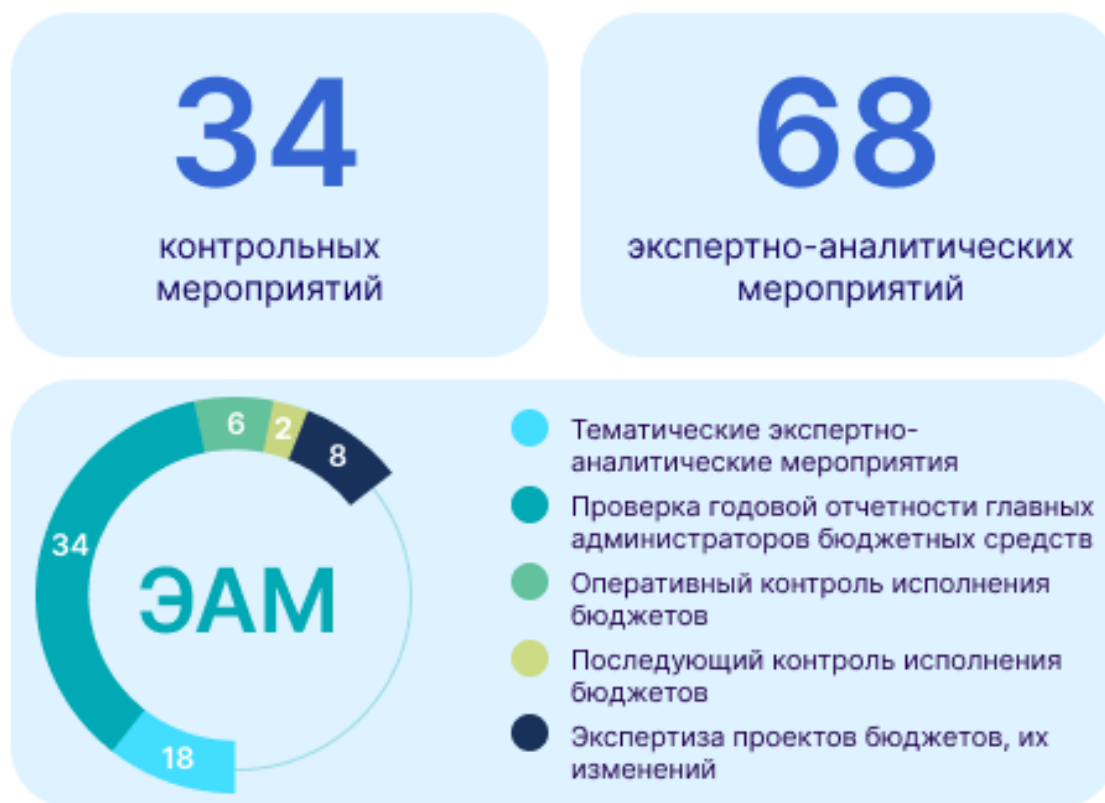 34
контрольных
мероприятий
68
экспертно-аналитических
мероприятий
6
2
8
34
ЭАМ
18
Тематические экспертно-
аналитические мероприятия
Проверка годовой отчетности главных
администраторов бюджетных средств
Оперативный контроль исполнения
бюджетов
Последующий контроль исполнения
бюджетов
Экспертиза проектов бюджетов, их
изменений